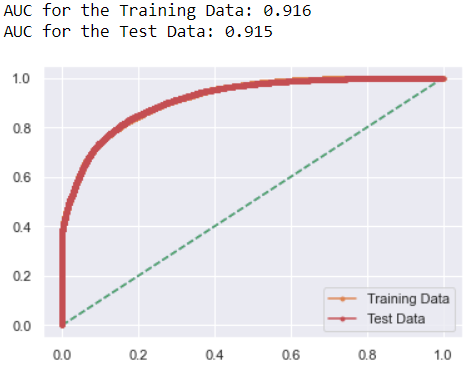 AUC for the Training Data: 0.916
AUC for the Test Data: 0.915
1.0
0.8
0.6
0.4
0.2
0.0
Training Data
Test Data
0.0 0.2 0.4 0.6 0.8 1.0